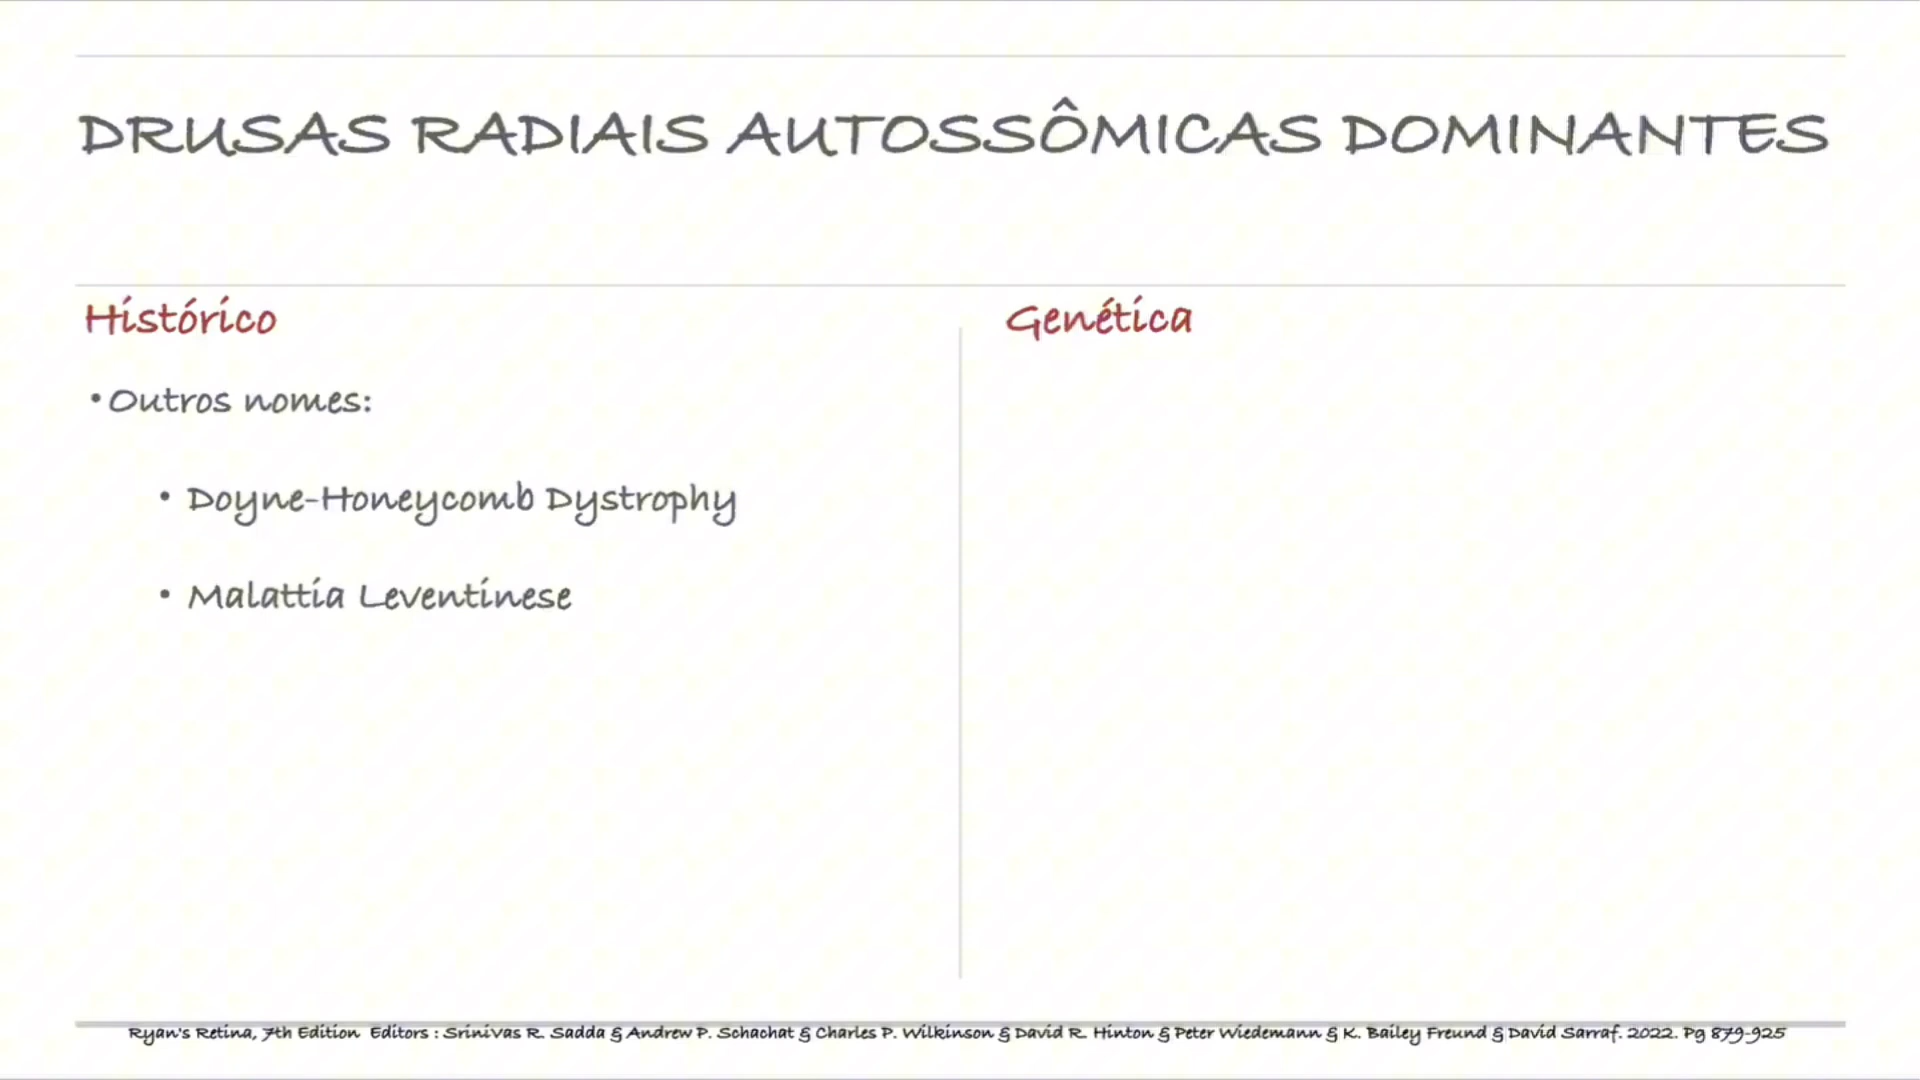 DRUSAS RADIAIS AUTOSSÔMICAS DOMINANTES
Histórico
• Outros nomes:
• Doyne-Honeycomb Dystrophy
• Malattia Leventinese
Genética
Ryan's Retina, 7th Edition Editors : Srinivas R. Sadda & Andrew P. Schachat & Charles P. Wilkinson & David R. Hinton & Peter Wiedemann & K. Bailey Freund & David Sarraf. 2022. Pg 879-925